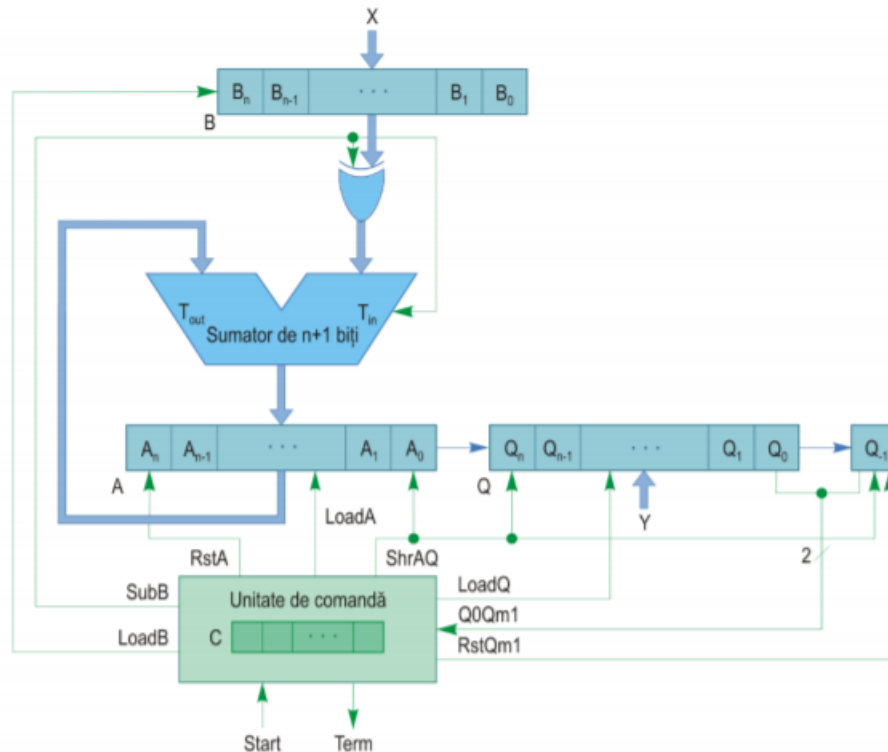 X
Bn Bn-1 · · · B1 B0
B
Tout Tin
Sumator de n+1 biți
An An-1 · · · A1 A0
Qn Qn-1 · · · Q1 Q0
Q-1
A
Q
LoadA
Y
RstA
ShrAQ
2
SubB
Unitate de comandă
LoadQ
C · · ·
Q0Qm1
LoadB
RstQm1
Start
Term